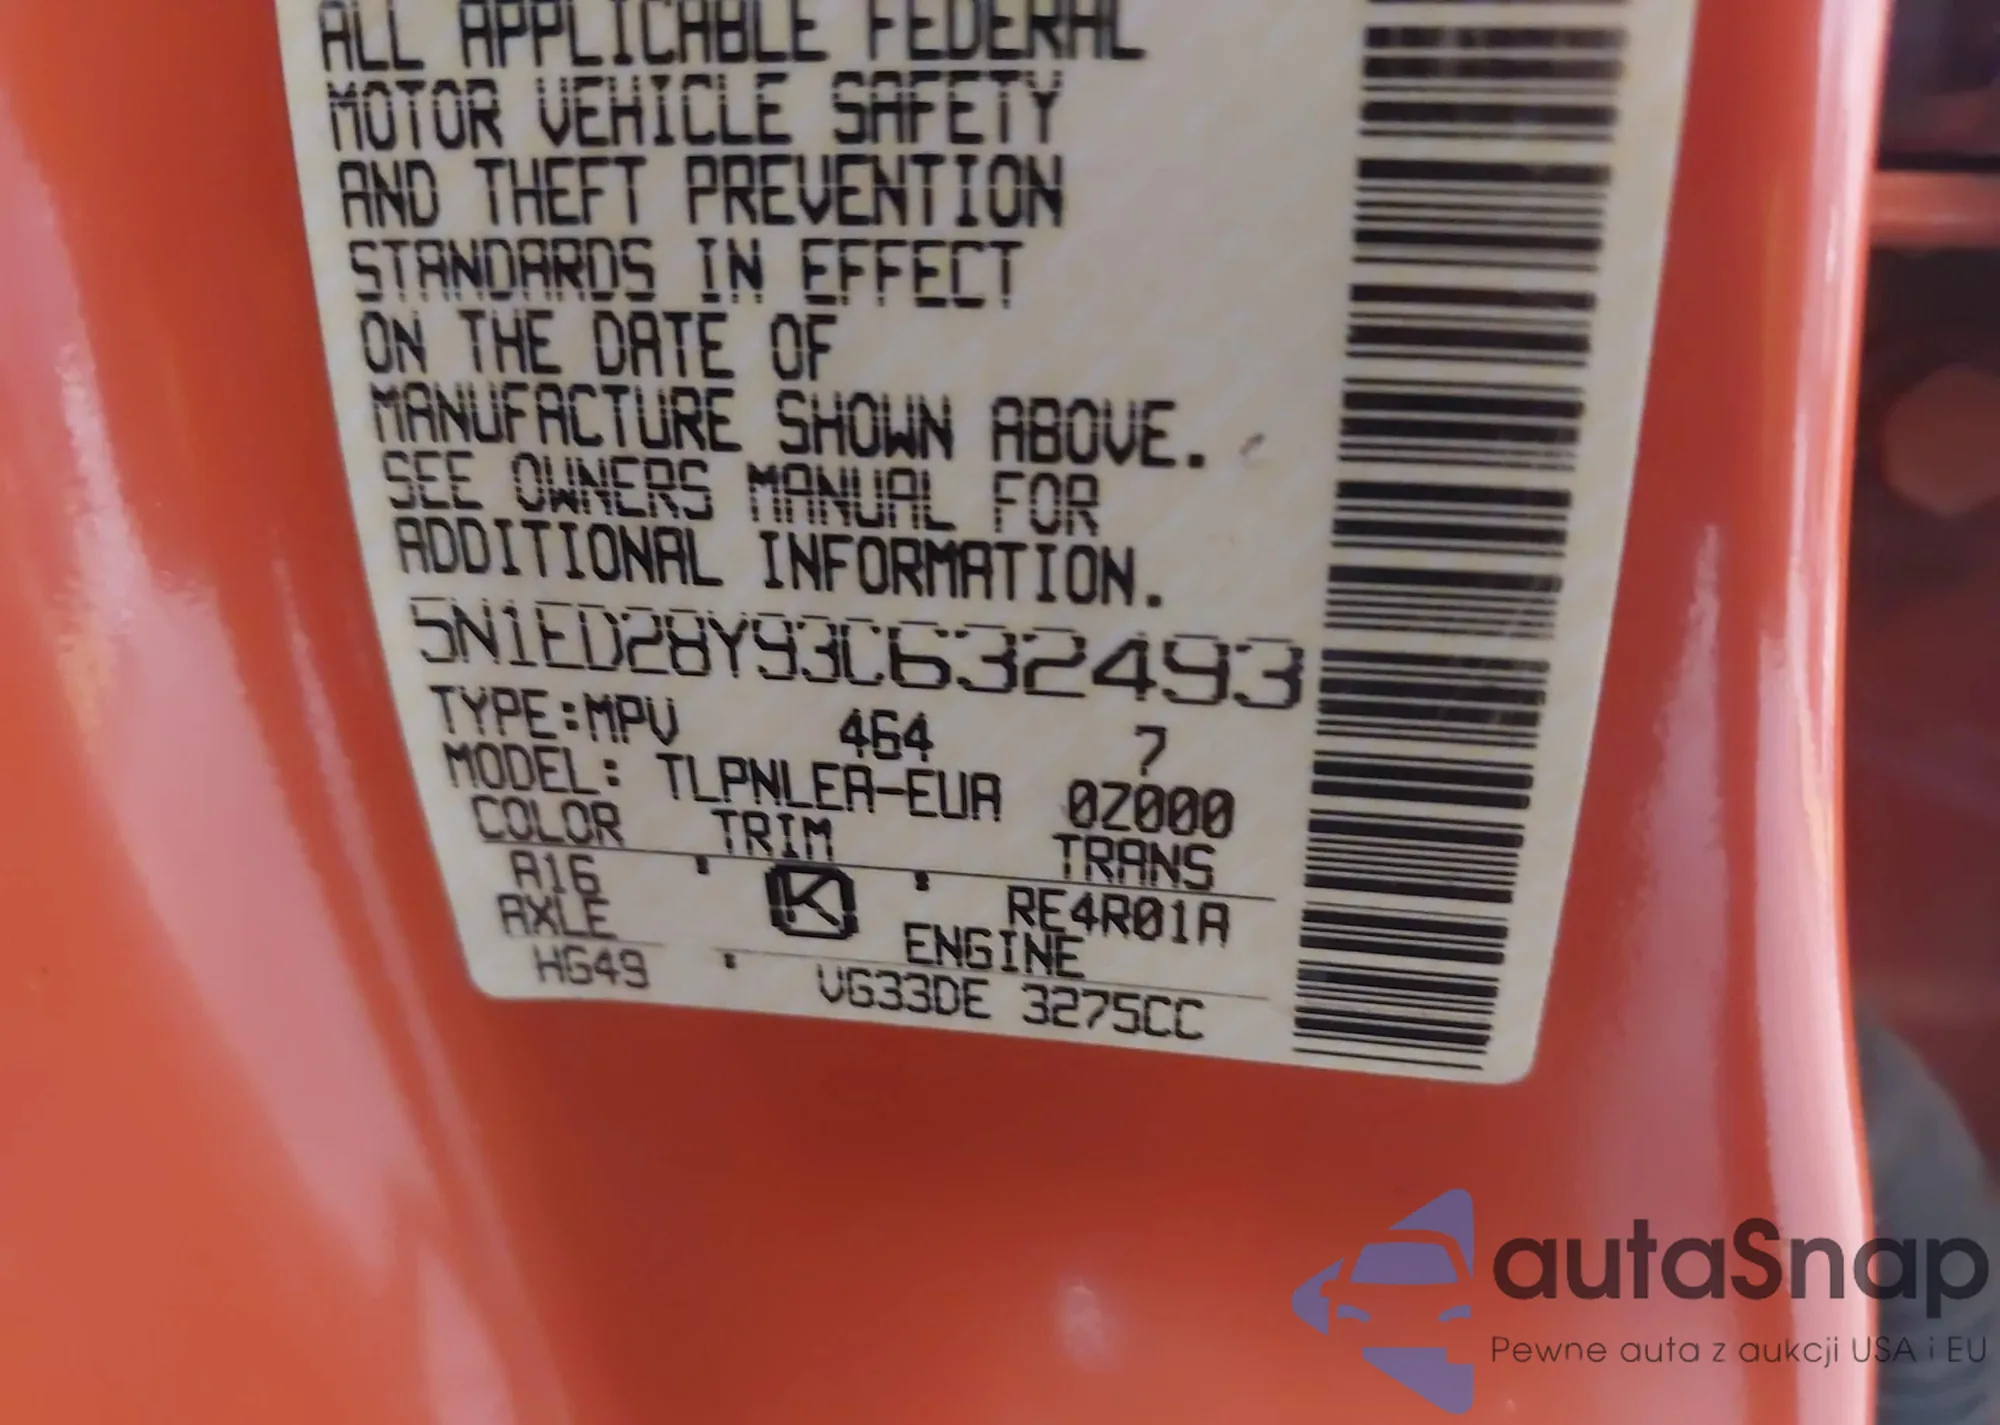 ALL APPLICABLE FEDERAL
MOTOR VEHICLE SAFETY
AND THEFT PREVENTION
STANDARDS IN EFFECT
ON THE DATE OF
MANUFACTURE SHOWN ABOVE.
SEE OWNERS MANUAL FOR
ADDITIONAL INFORMATION.
5N1ED28Y93C632493
TYPE:MPV 464 7
MODEL: TLPNLEA-EUA 0Z000
COLOR TRIM TRANS
A16 K RE4R01A
AXLE ENGINE
HG49 VG33DE 3275CC
autaSnap
Pewne auta z aukcji USA i EU